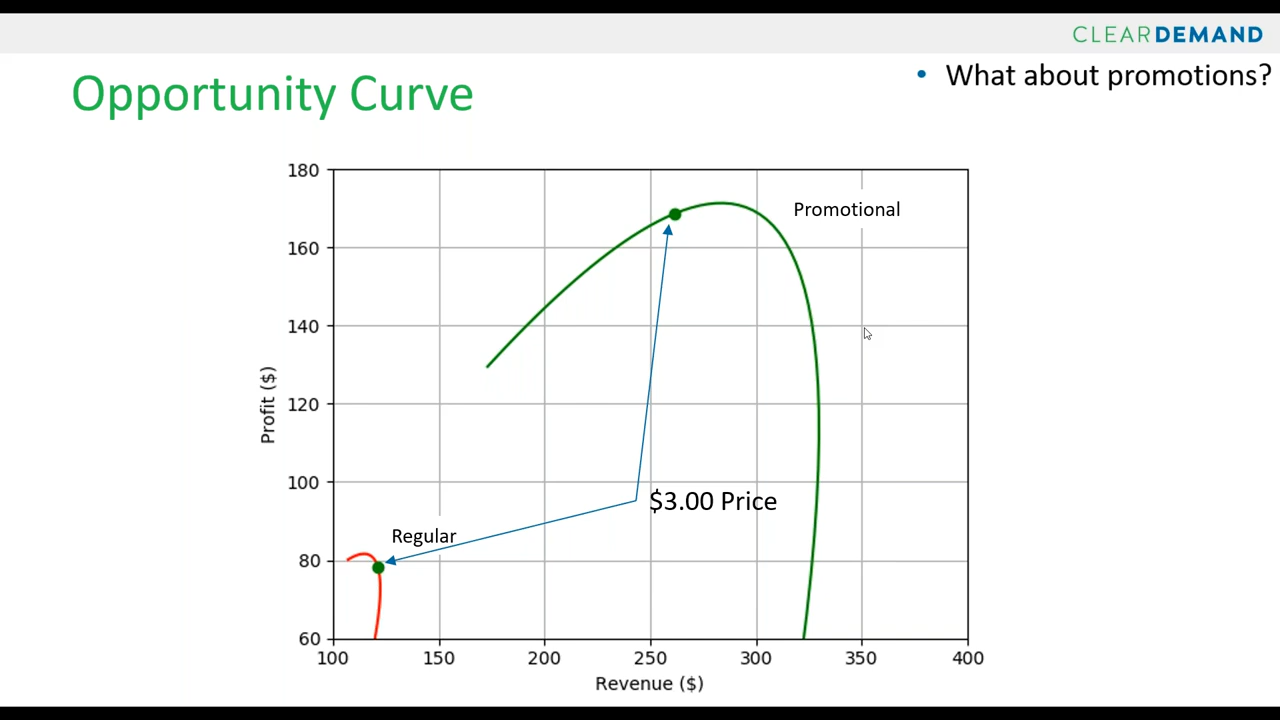 CLEARDEMAND
Opportunity Curve
• What about promotions?
180
160
140
120
100
80
60
Profit ($)
Promotional
$3.00 Price
Regular
100 150 200 250 300 350 400
Revenue ($)